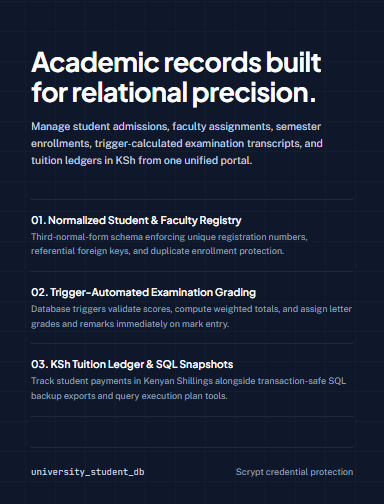 Academic records built
for relational precision.
Manage student admissions, faculty assignments, semester
enrollments, trigger-calculated examination transcripts, and
tuition ledgers in KSh from one unified portal.
01. Normalized Student & Faculty Registry
Third-normal-form schema enforcing unique registration numbers,
referential foreign keys, and duplicate enrollment protection.
02. Trigger-Automated Examination Grading
Database triggers validate scores, compute weighted totals, and assign letter
grades and remarks immediately on mark entry.
03. KSh Tuition Ledger & SQL Snapshots
Track student payments in Kenyan Shillings alongside transaction-safe SQL
backup exports and query execution plan tools.
university_student_db
Scrypt credential protection